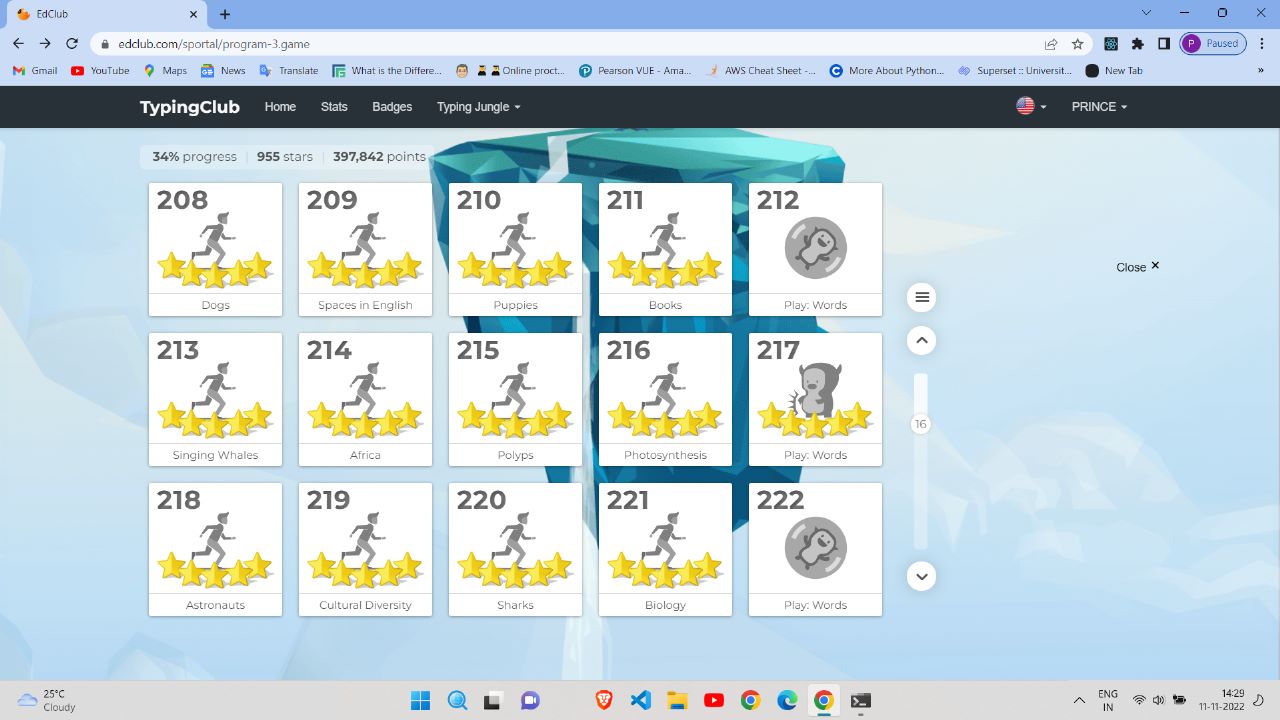 EdClub
edclub.com/sportal/program-3.game
Paused
P
Gmail YouTube Maps News Translate What is the Differe... Online proct... Pearson VUE - Ama... AWS Cheat Sheet -... More About Python... Superset :: Universit... New Tab »
TypingClub Home Stats Badges Typing Jungle PRINCE
34% progress | 955 stars | 397,842 points
208 209 210 211 212
Dogs Spaces in English Puppies Books Play: Words
Close ×
213 214 215 216 217
16
Singing Whales Africa Polyps Photosynthesis Play: Words
218 219 220 221 222
Astronauts Cultural Diversity Sharks Biology Play: Words
25°C
Cloudy
ENG
IN
14:29
11-11-2022